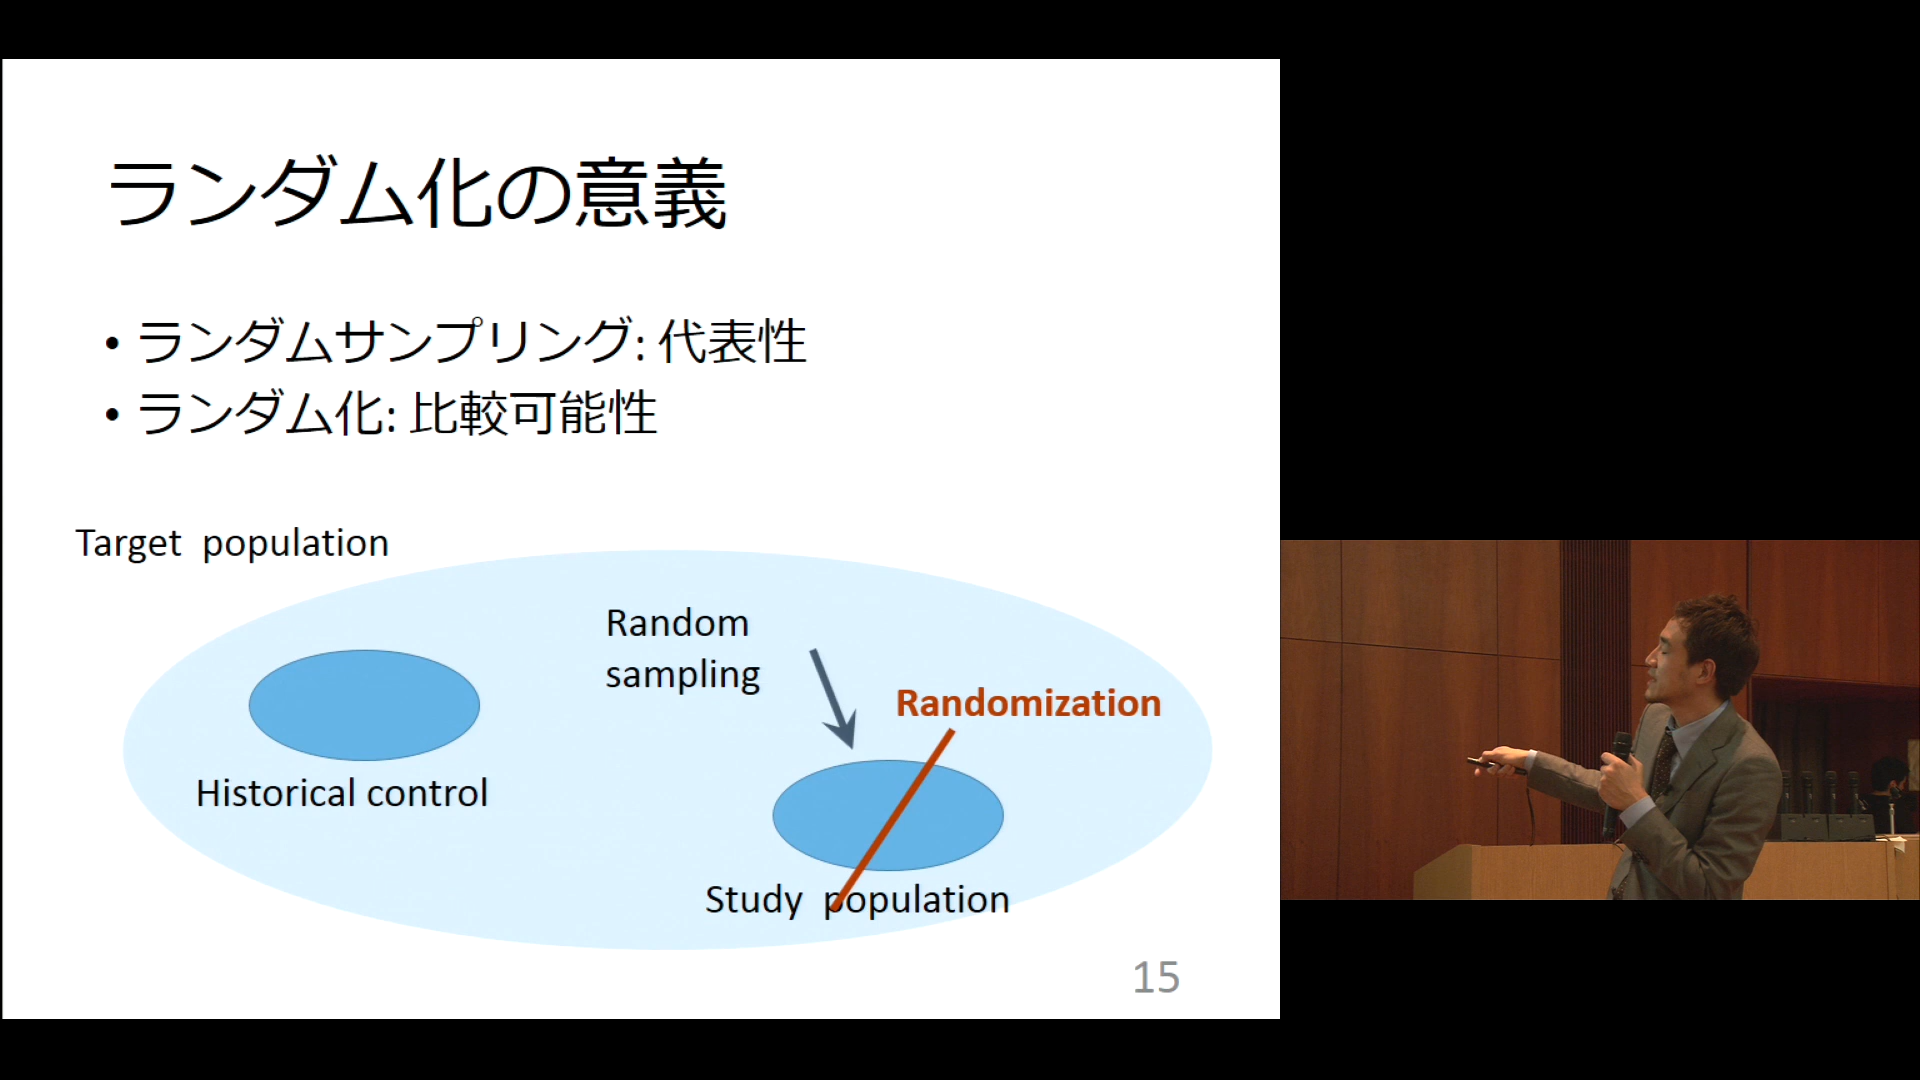 ランダム化の意義
• ランダムサンプリング: 代表性
• ランダム化: 比較可能性
Target population
Random
sampling
Randomization
Historical control
Study population
15